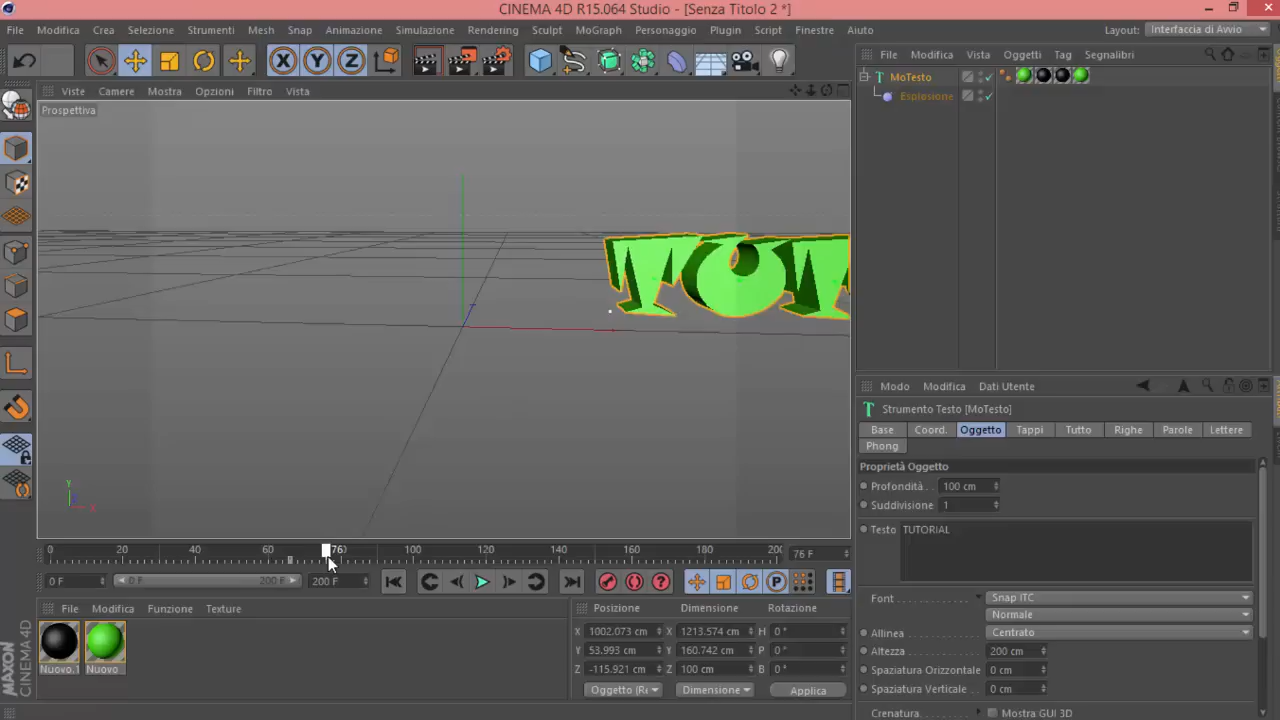 CINEMA 4D R15.064 Studio - [Senza Titolo 2 *]
File Modifica Crea Selezione Strumenti Mesh Snap Animazione Simulazione Rendering Sculpt MoGraph Personaggio Plugin Script Finestre Aiuto Layout: Interfaccia di Avvio
X Y Z
Viste Camere Mostra Opzioni Filtro Vista
Prospettiva
TUT
Y
X
0 20 40 60 76 100 120 140 160 180 200 76 F
0 F 0 F 200 F 200 F
P
File Modifica Funzione Texture
Nuovo.1 Nuovo
MAXON
CINEMA 4D
Posizione Dimensione Rotazione
X 1002.073 cm X 1213.574 cm H 0 °
Y 53.993 cm Y 160.742 cm P 0 °
Z -115.921 cm Z 100 cm B 0 °
Oggetto (Re Dimensione Applica
File Modifica Vista Oggetti Tag Segnalibri
MoTesto
Esplosione
Modo Modifica Dati Utente
Strumento Testo [MoTesto]
Base Coord. Oggetto Tappi Tutto Righe Parole Lettere
Phong
Proprietà Oggetto
Profondità . 100 cm
Suddivisione 1
Testo TUTORIAL
Font Snap ITC
Normale
Allinea Centrato
Altezza 200 cm
Spaziatura Orizzontale 0 cm
Spaziatura Verticale 0 cm
Crenatura Mostra GUI 3D